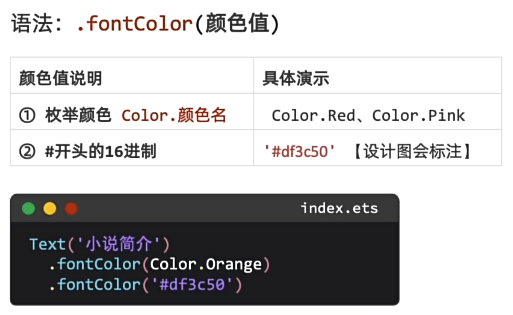 语法：.fontColor(颜色值)
颜色值说明 具体演示
① 枚举颜色 Color.颜色名 Color.Red、Color.Pink
② #开头的16进制 '#df3c50' 【设计图会标注】
index.ets
Text('小说简介')
.fontColor(Color.Orange)
.fontColor('#df3c50')